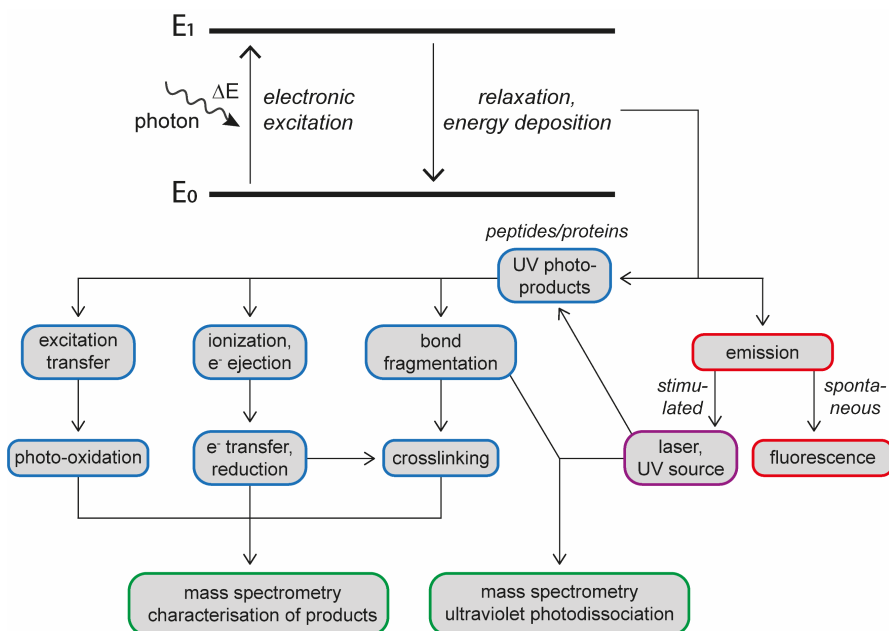 E₁
ΔE
photon
electronic
excitation
relaxation,
energy deposition
E₀
peptides/proteins
UV photo-
products
excitation
transfer
ionization,
e⁻ ejection
bond
fragmentation
emission
stimu-
lated
sponta-
neous
photo-oxidation
e⁻ transfer,
reduction
crosslinking
laser,
UV source
fluorescence
mass spectrometry
characterisation of products
mass spectrometry
ultraviolet photodissociation